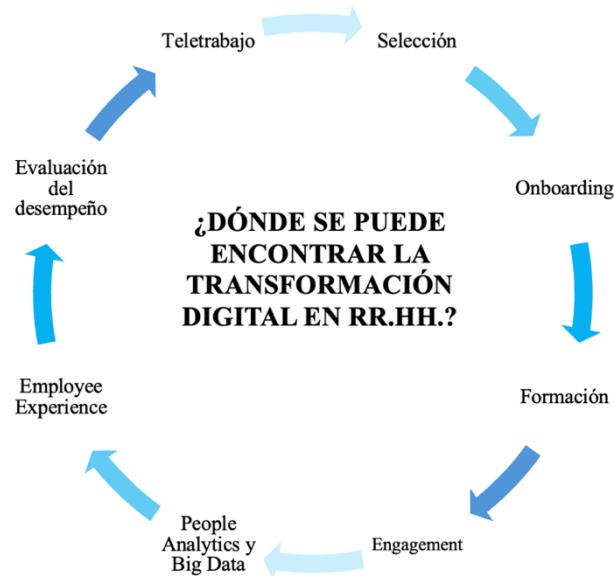 Teletrabajo
Selección
Onboarding
Formación
Engagement
People
Analytics y
Big Data
Employee
Experience
Evaluación
del
desempeño
¿DÓNDE SE PUEDE
ENCONTRAR LA
TRANSFORMACIÓN
DIGITAL EN RR.HH.?